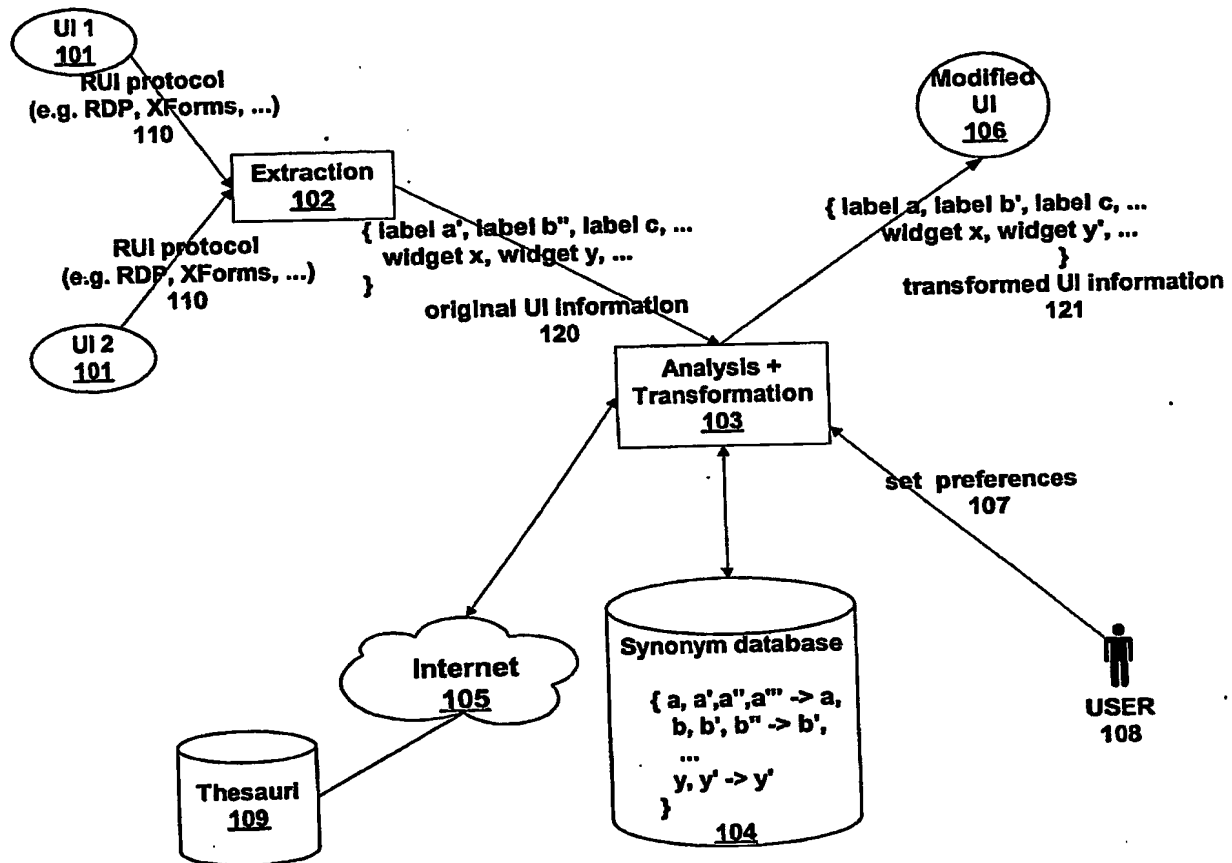 UI 1
101
RUI protocol
(e.g. RDP, XForms, ...)
110
Extraction
102
RUI protocol
(e.g. RDP, XForms, ...)
110
UI 2
101
{ label a', label b'', label c, ...
widget x, widget y, ...
}
original UI information
120
Modified
UI
106
{ label a, label b', label c, ...
widget x, widget y', ...
}
transformed UI information
121
Analysis +
Transformation
103
set preferences
107
USER
108
Internet
105
Thesauri
109
Synonym database
{ a, a',a'',a''' -> a,
b, b', b'' -> b',
...
y, y' -> y'
}
104